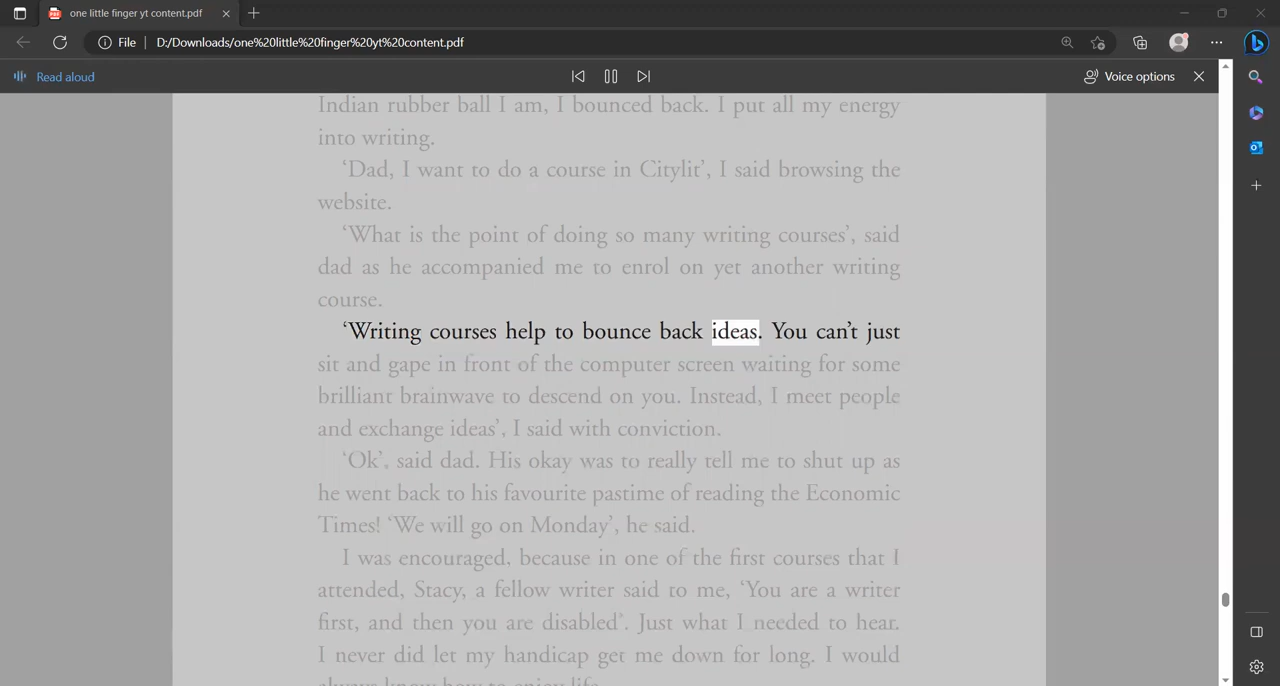 one little finger yt content.pdf
File D:/Downloads/one%20little%20finger%20yt%20content.pdf
Read aloud
Voice options
Indian rubber ball I am, I bounced back. I put all my energy
into writing.
‘Dad, I want to do a course in Citylit’, I said browsing the
website.
‘What is the point of doing so many writing courses’, said
dad as he accompanied me to enrol on yet another writing
course.
‘Writing courses help to bounce back ideas. You can’t just
sit and gape in front of the computer screen waiting for some
brilliant brainwave to descend on you. Instead, I meet people
and exchange ideas’, I said with conviction.
‘Ok’, said dad. His okay was to really tell me to shut up as
he went back to his favourite pastime of reading the Economic
Times! ‘We will go on Monday’, he said.
I was encouraged, because in one of the first courses that I
attended, Stacy, a fellow writer said to me, ‘You are a writer
first, and then you are disabled’. Just what I needed to hear.
I never did let my handicap get me down for long. I would
always know how to enjoy life